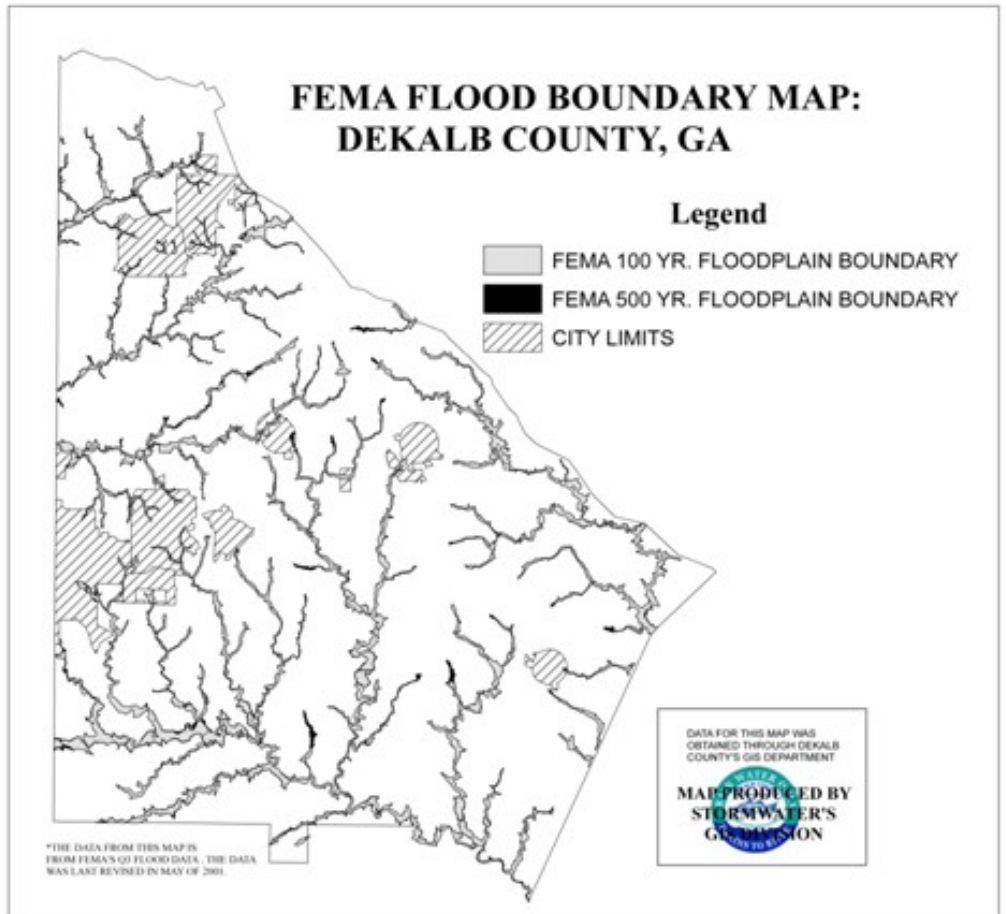 FEMA FLOOD BOUNDARY MAP:
DEKALB COUNTY, GA
Legend
FEMA 100 YR. FLOODPLAIN BOUNDARY
FEMA 500 YR. FLOODPLAIN BOUNDARY
CITY LIMITS
DATA FOR THIS MAP WAS
OBTAINED THROUGH DEKALB
COUNTY'S GIS DEPARTMENT
MAP PRODUCED BY
STORMWATER'S
GIS DIVISION
*THE DATA FROM THIS MAP IS
FROM FEMA'S Q3 FLOOD DATA . THE DATA
WAS LAST REVISED IN MAY OF 2001.